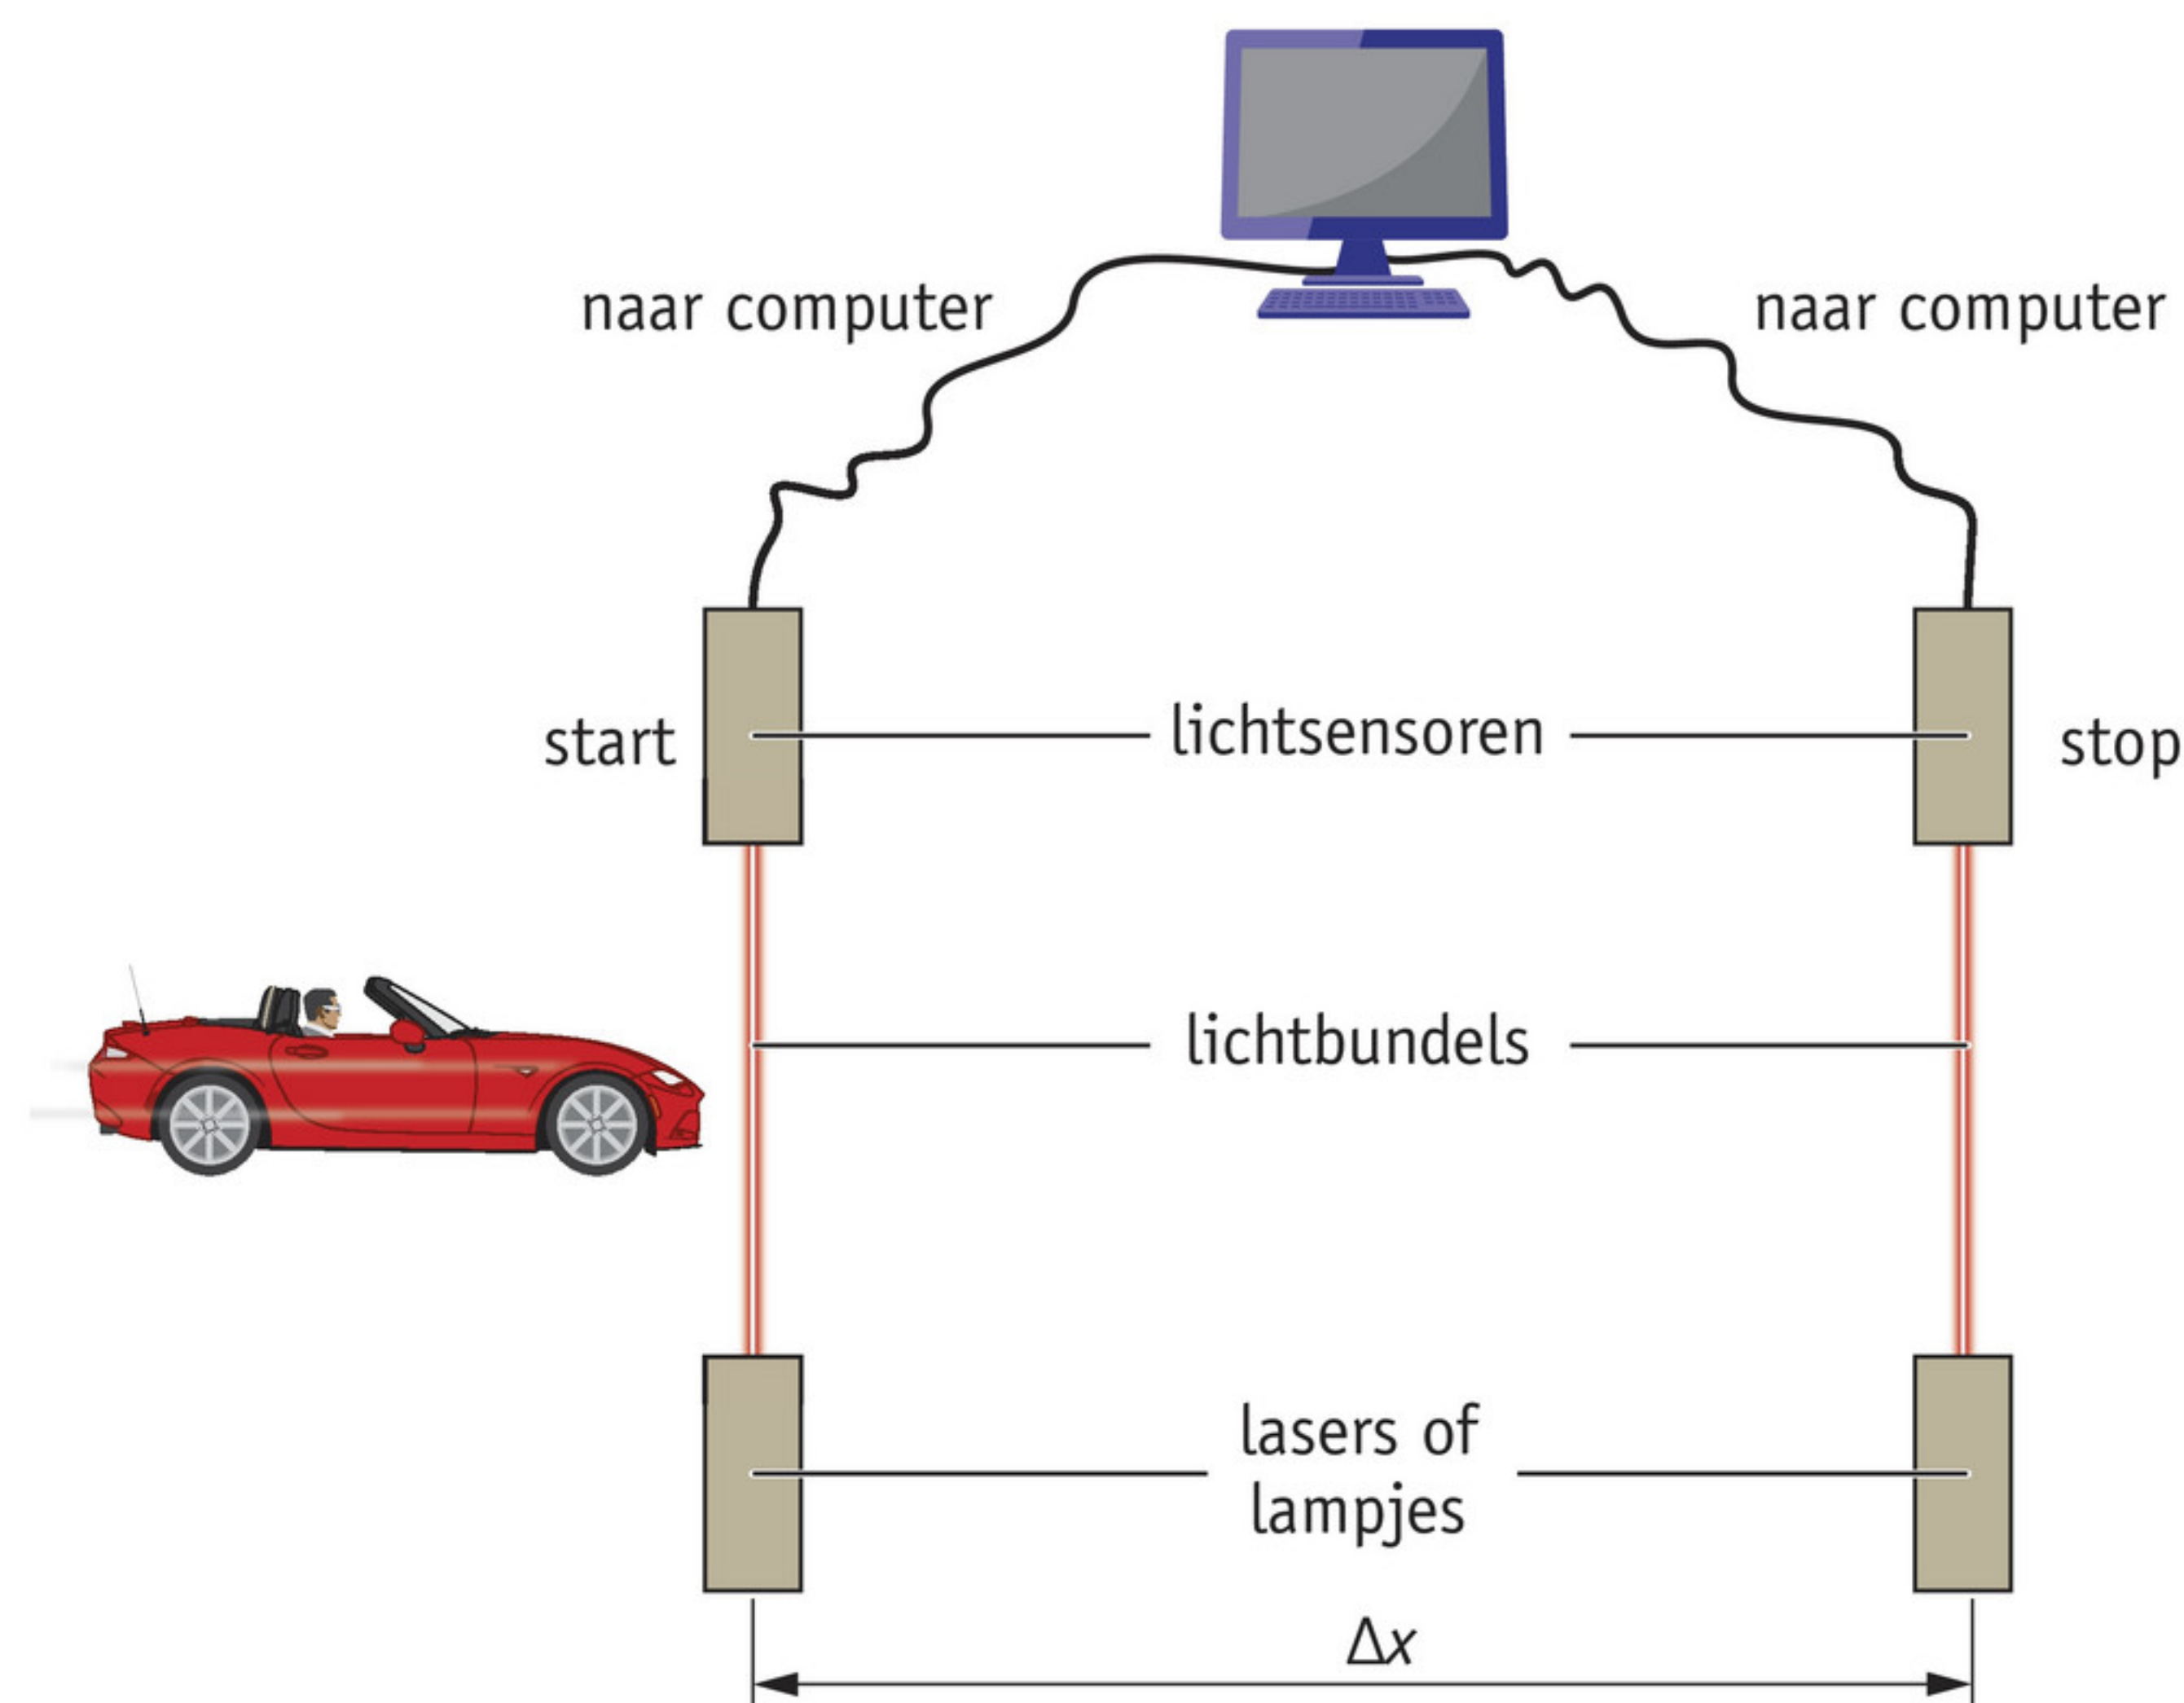 naar computer
naar computer
start
lichtsensoren
stop
lichtbundels
lasers of
lampjes
Δx